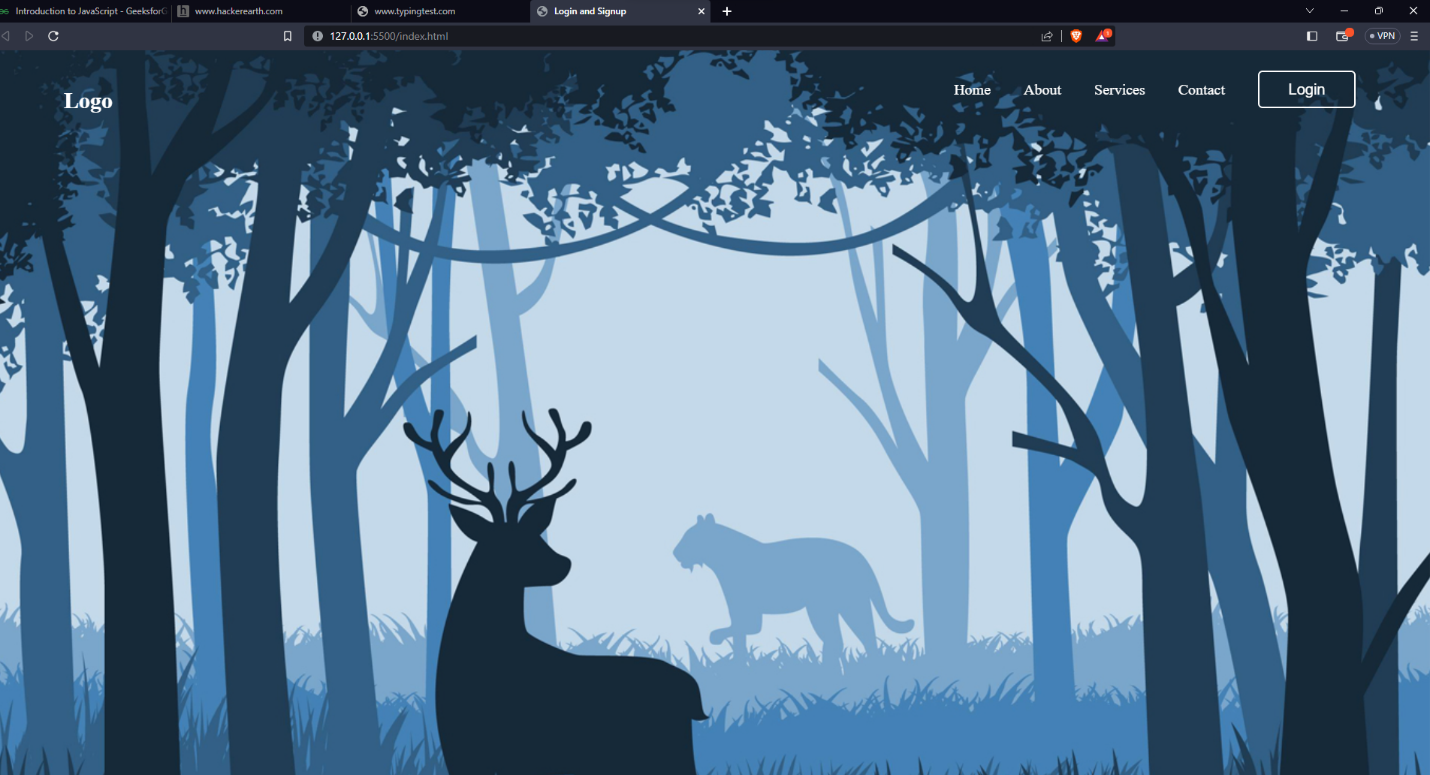 Introduction to JavaScript - GeeksforG
www.hackerearth.com
www.typingtest.com
Login and Signup
127.0.0.1:5500/index.html
VPN
Logo
Home
About
Services
Contact
Login